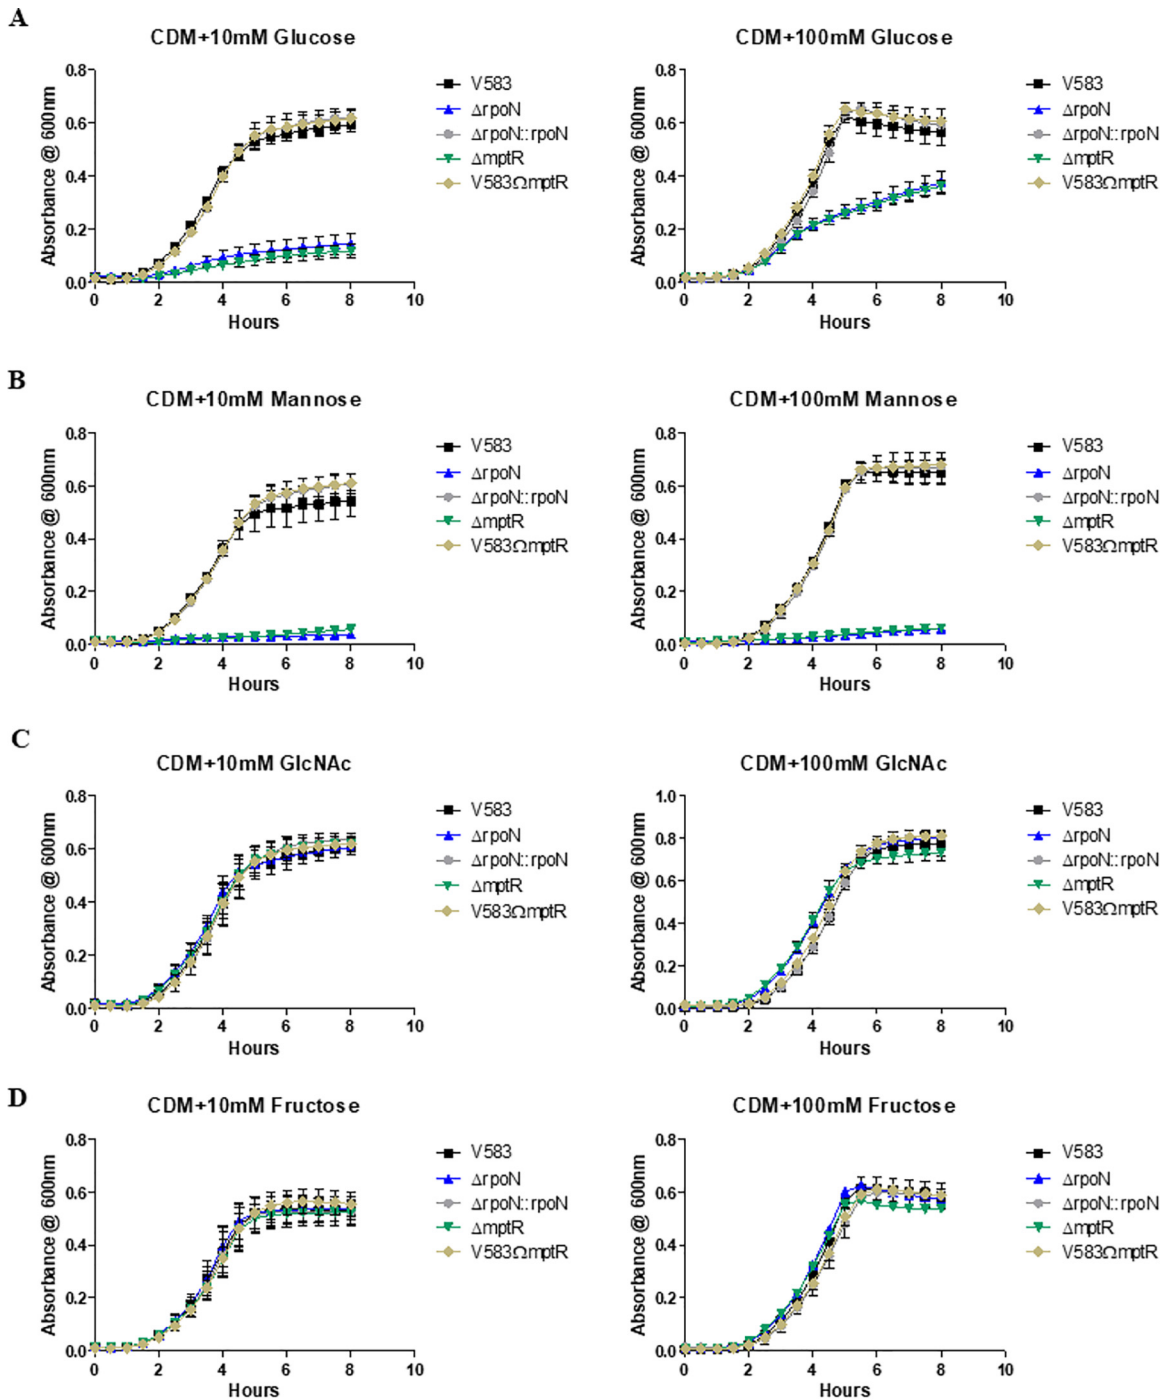 A
CDM+10mM Glucose
Absorbance @ 600nm
0.8
0.6
0.4
0.2
0.0
0 2 4 6 8 10
Hours
V583
ΔrpoN
ΔrpoN::rpoN
ΔmptR
V583ΩmptR
CDM+100mM Glucose
Absorbance @ 600nm
0.8
0.6
0.4
0.2
0.0
0 2 4 6 8 10
Hours
V583
ΔrpoN
ΔrpoN::rpoN
ΔmptR
V583ΩmptR
B
CDM+10mM Mannose
Absorbance @ 600nm
0.8
0.6
0.4
0.2
0.0
0 2 4 6 8 10
Hours
V583
ΔrpoN
ΔrpoN::rpoN
ΔmptR
V583ΩmptR
CDM+100mM Mannose
Absorbance @ 600nm
0.8
0.6
0.4
0.2
0.0
0 2 4 6 8 10
Hours
V583
ΔrpoN
ΔrpoN::rpoN
ΔmptR
V583ΩmptR
C
CDM+10mM GlcNAc
Absorbance @ 600nm
0.8
0.6
0.4
0.2
0.0
0 2 4 6 8 10
Hours
V583
ΔrpoN
ΔrpoN::rpoN
ΔmptR
V583ΩmptR
CDM+100mM GlcNAc
Absorbance @ 600nm
1.0
0.8
0.6
0.4
0.2
0.0
0 2 4 6 8 10
Hours
V583
ΔrpoN
ΔrpoN::rpoN
ΔmptR
V583ΩmptR
D
CDM+10mM Fructose
Absorbance @ 600nm
0.8
0.6
0.4
0.2
0.0
0 2 4 6 8 10
Hours
V583
ΔrpoN
ΔrpoN::rpoN
ΔmptR
V583ΩmptR
CDM+100mM Fructose
Absorbance @ 600nm
0.8
0.6
0.4
0.2
0.0
0 2 4 6 8 10
Hours
V583
ΔrpoN
ΔrpoN::rpoN
ΔmptR
V583ΩmptR